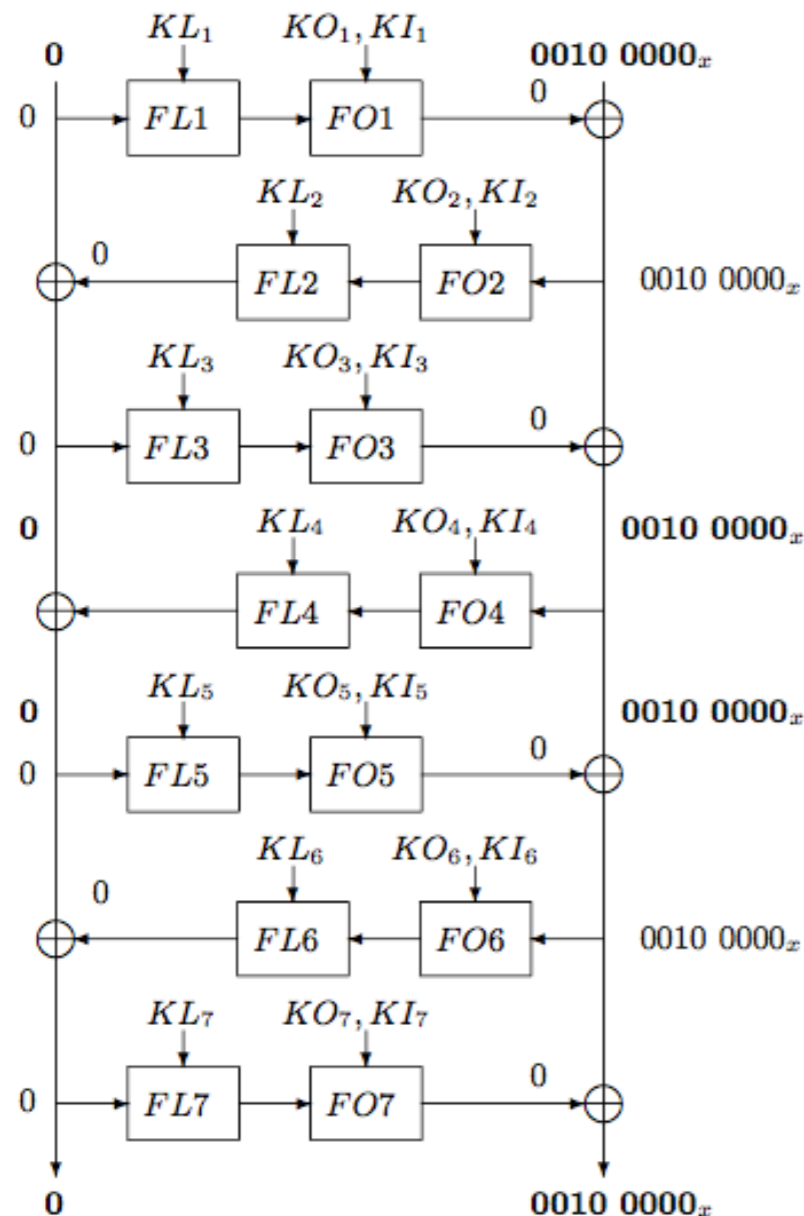 KL₁ KO₁, KI₁
0 0010 0000ₓ
0 FL1 FO1 0
KL₂ KO₂, KI₂
0 FL2 FO2 0010 0000ₓ
KL₃ KO₃, KI₃
0 FL3 FO3 0
0 KL₄ KO₄, KI₄ 0010 0000ₓ
FL4 FO4
0 KL₅ KO₅, KI₅ 0010 0000ₓ
0 FL5 FO5 0
KL₆ KO₆, KI₆
0 FL6 FO6 0010 0000ₓ
KL₇ KO₇, KI₇
0 FL7 FO7 0
0 0010 0000ₓ